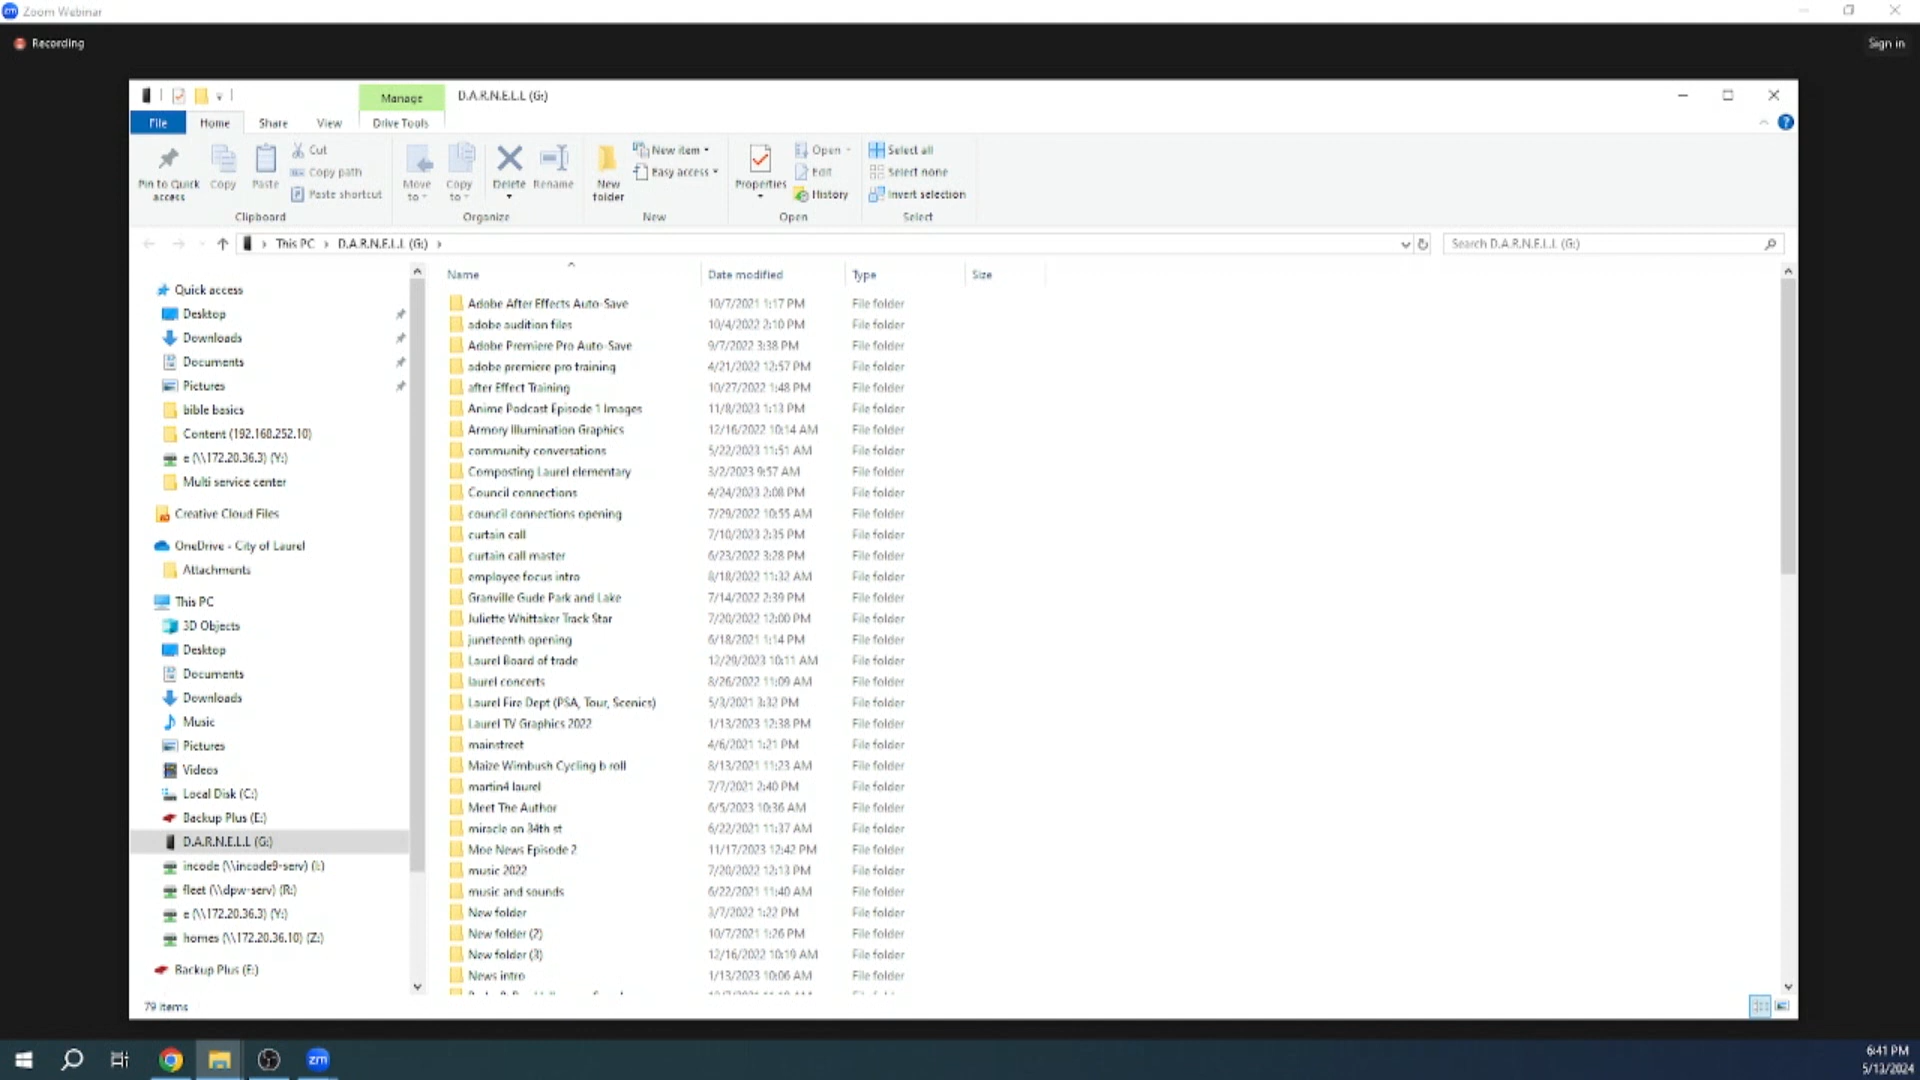 Zoom Webinar
Recording
Sign in
Manage
D.A.R.N.E.L.L (G:)
File
Home
Share
View
Drive Tools
Pin to Quick access
Copy
Paste
Cut
Copy path
Paste shortcut
Clipboard
Move to
Copy to
Delete
Rename
Organize
New folder
New item
Easy access
New
Properties
Open
Edit
History
Open
Select all
Select none
Invert selection
Select
This PC > D.A.R.N.E.L.L (G:) >
Search D.A.R.N.E.L.L (G:)
Quick access
Desktop
Downloads
Documents
Pictures
bible basics
Content (192.168.252.10)
e (\\172.20.36.3) (Y:)
Multi service center
Creative Cloud Files
OneDrive - City of Laurel
Attachments
This PC
3D Objects
Desktop
Documents
Downloads
Music
Pictures
Videos
Local Disk (C:)
Backup Plus (E:)
D.A.R.N.E.L.L (G:)
incode (\\incode9-serv) (I:)
fleet (\\dpw-serv) (R:)
e (\\172.20.36.3) (Y:)
homes (\\172.20.36.10) (Z:)
Backup Plus (E:)
79 items
Name Date modified Type Size
Adobe After Effects Auto-Save 10/7/2021 1:17 PM File folder
adobe audition files 10/4/2022 2:10 PM File folder
Adobe Premiere Pro Auto-Save 9/7/2022 3:38 PM File folder
adobe premiere pro training 4/21/2022 12:57 PM File folder
after Effect Training 10/27/2022 1:48 PM File folder
Anime Podcast Episode 1 Images 11/8/2023 1:13 PM File folder
Armory Illumination Graphics 12/16/2022 10:14 AM File folder
community conversations 5/22/2023 11:51 AM File folder
Composting Laurel elementary 3/2/2023 9:57 AM File folder
Council connections 4/24/2023 2:08 PM File folder
council connections opening 7/29/2022 10:55 AM File folder
curtain call 7/10/2023 2:35 PM File folder
curtain call master 6/23/2022 3:28 PM File folder
employee focus intro 8/18/2022 11:32 AM File folder
Granville Gude Park and Lake 7/14/2022 2:39 PM File folder
Juliette Whittaker Track Star 7/20/2022 12:00 PM File folder
juneteenth opening 6/18/2021 1:14 PM File folder
Laurel Board of trade 12/29/2023 10:11 AM File folder
laurel concerts 8/26/2022 11:09 AM File folder
Laurel Fire Dept (PSA, Tour, Scenics) 5/3/2021 3:32 PM File folder
Laurel TV Graphics 2022 1/13/2023 12:38 PM File folder
mainstreet 4/6/2021 1:21 PM File folder
Maize Wimbush Cycling b roll 8/13/2021 11:23 AM File folder
martin4 laurel 7/7/2021 2:40 PM File folder
Meet The Author 6/5/2023 10:36 AM File folder
miracle on 34th st 6/22/2021 11:37 AM File folder
Moe News Episode 2 11/17/2023 12:42 PM File folder
music 2022 7/20/2022 12:13 PM File folder
music and sounds 6/22/2021 11:40 AM File folder
New folder 3/7/2022 1:22 PM File folder
New folder (2) 10/7/2021 1:26 PM File folder
New folder (3) 12/16/2022 10:19 AM File folder
News intro 1/13/2023 10:06 AM File folder
6:41 PM
5/13/2024